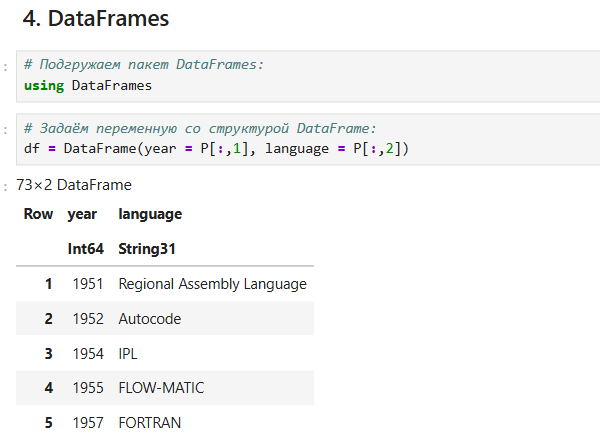 4. DataFrames
:
# Подгружаем пакет DataFrames:
using DataFrames
:
# Задаём переменную со структурой DataFrame:
df = DataFrame(year = P[:,1], language = P[:,2])
: 73×2 DataFrame
Row year language
Int64 String31
1 1951 Regional Assembly Language
2 1952 Autocode
3 1954 IPL
4 1955 FLOW-MATIC
5 1957 FORTRAN